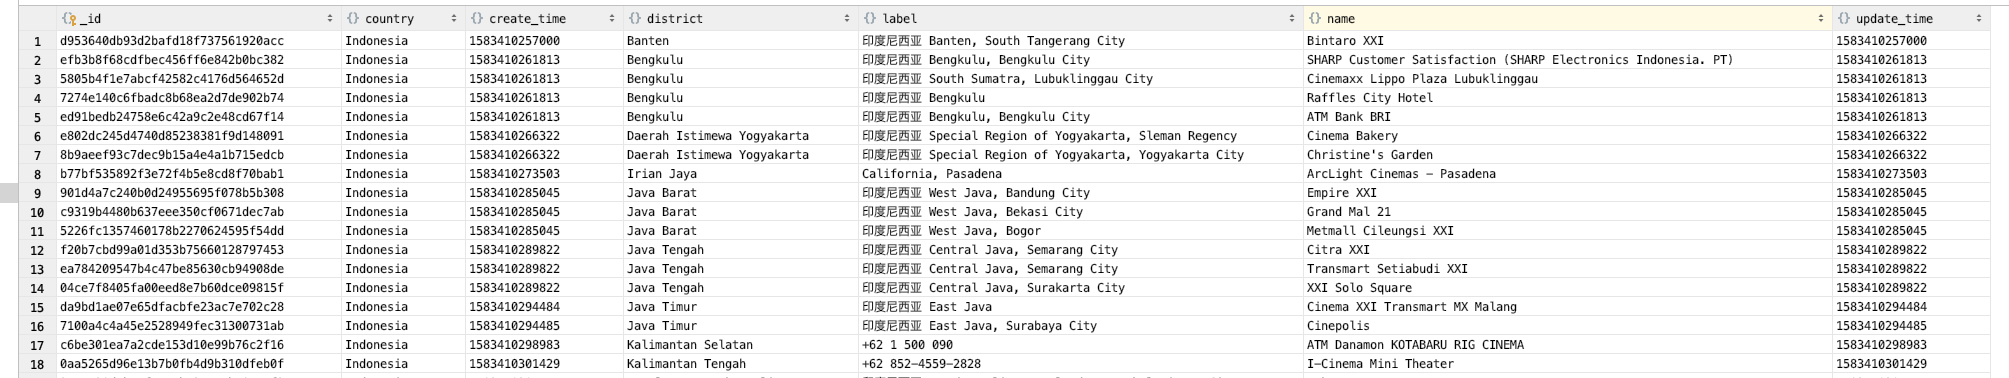 _id country create_time district label name update_time
1 d953640db93d2bafd18f737561920acc Indonesia 1583410257000 Banten 印度尼西亚 Banten, South Tangerang City Bintaro XXI 1583410257000
2 efb3b8f68cdfbec456ff6e842b0bc382 Indonesia 1583410261813 Bengkulu 印度尼西亚 Bengkulu, Bengkulu City SHARP Customer Satisfaction (SHARP Electronics Indonesia. PT) 1583410261813
3 5805b4f1e7abcf42582c4176d564652d Indonesia 1583410261813 Bengkulu 印度尼西亚 South Sumatra, Lubuklinggau City Cinemaxx Lippo Plaza Lubuklinggau 1583410261813
4 7274e140c6fbadc8b68ea2d7de902b74 Indonesia 1583410261813 Bengkulu 印度尼西亚 Bengkulu Raffles City Hotel 1583410261813
5 ed91bedb24758e6c42a9c2e48cd67f14 Indonesia 1583410261813 Bengkulu 印度尼西亚 Bengkulu, Bengkulu City ATM Bank BRI 1583410261813
6 e802dc245d4740d85238381f9d148091 Indonesia 1583410266322 Daerah Istimewa Yogyakarta 印度尼西亚 Special Region of Yogyakarta, Sleman Regency Cinema Bakery 1583410266322
7 8b9aeef93c7dec9b15a4e4a1b715edcb Indonesia 1583410266322 Daerah Istimewa Yogyakarta 印度尼西亚 Special Region of Yogyakarta, Yogyakarta City Christine's Garden 1583410266322
8 b77bf535892f3e72f4b5e8cd8f70bab1 Indonesia 1583410273503 Irian Jaya California, Pasadena ArcLight Cinemas – Pasadena 1583410273503
9 901d4a7c240b0d24955695f078b5b308 Indonesia 1583410285045 Java Barat 印度尼西亚 West Java, Bandung City Empire XXI 1583410285045
10 c9319b4480b637eee350cf0671dec7ab Indonesia 1583410285045 Java Barat 印度尼西亚 West Java, Bekasi City Grand Mal 21 1583410285045
11 5226fc1357460178b2270624595f54dd Indonesia 1583410285045 Java Barat 印度尼西亚 West Java, Bogor Metmall Cileungsi XXI 1583410285045
12 f20b7cbd99a01d353b75660128797453 Indonesia 1583410289822 Java Tengah 印度尼西亚 Central Java, Semarang City Citra XXI 1583410289822
13 ea784209547b4c47be85630cb94908de Indonesia 1583410289822 Java Tengah 印度尼西亚 Central Java, Semarang City Transmart Setiabudi XXI 1583410289822
14 04ce7f8405fa00eed8e7b60dce09815f Indonesia 1583410289822 Java Tengah 印度尼西亚 Central Java, Surakarta City XXI Solo Square 1583410289822
15 da9bd1ae07e65dfacbfe23ac7e702c28 Indonesia 1583410294484 Java Timur 印度尼西亚 East Java Cinema XXI Transmart MX Malang 1583410294484
16 7100a4c4a45e2528949fec31300731ab Indonesia 1583410294485 Java Timur 印度尼西亚 East Java, Surabaya City Cinepolis 1583410294485
17 c6be301ea7a2cde153d10e99b76c2f16 Indonesia 1583410298983 Kalimantan Selatan +62 1 500 090 ATM Danamon KOTABARU RIG CINEMA 1583410298983
18 0aa5265d96e13b7b0fb4d9b310dfeb0f Indonesia 1583410301429 Kalimantan Tengah +62 852–4559–2828 I–Cinema Mini Theater 1583410301429